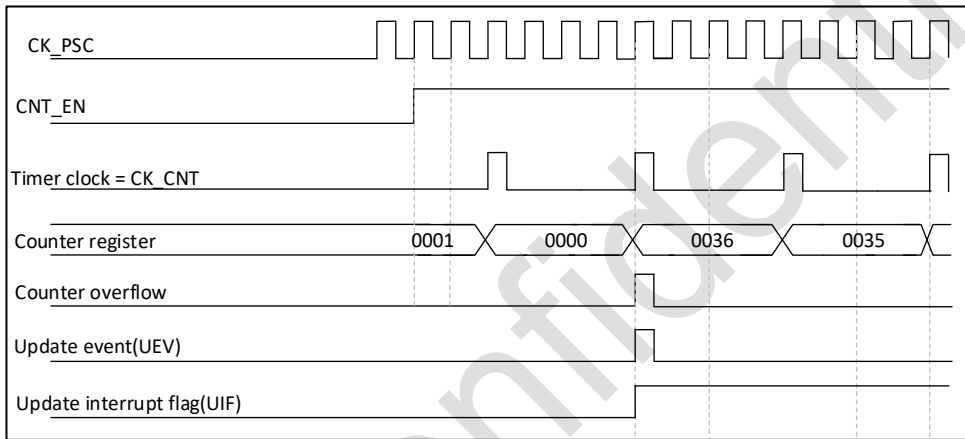 CK_PSC
CNT_EN
Timer clock = CK_CNT
Counter register 0001 0000 0036 0035
Counter overflow
Update event(UEV)
Update interrupt flag(UIF)